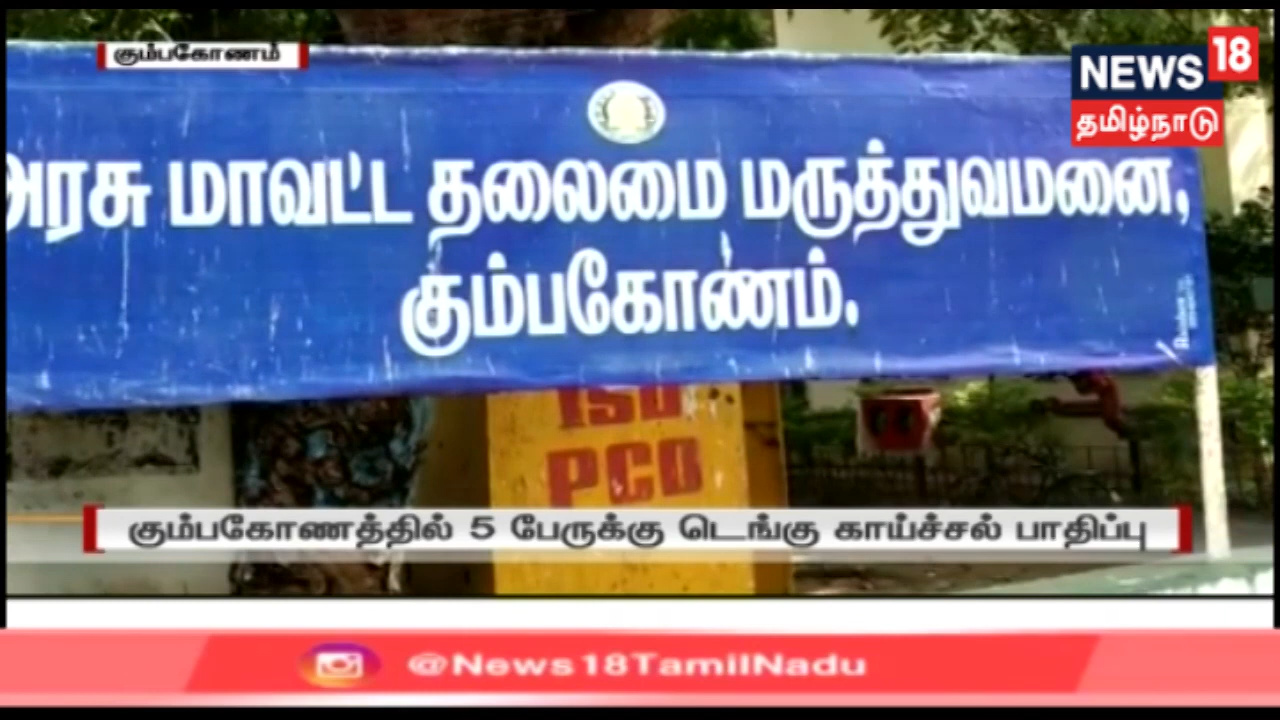 கும்பகோணம்
NEWS 18
தமிழ்நாடு
அரசு மாவட்ட தலைமை மருத்துவமனை,
கும்பகோணம்.
ISD
PCO
கும்பகோணத்தில் 5 பேருக்கு டெங்கு காய்ச்சல் பாதிப்பு
@News18TamilNadu